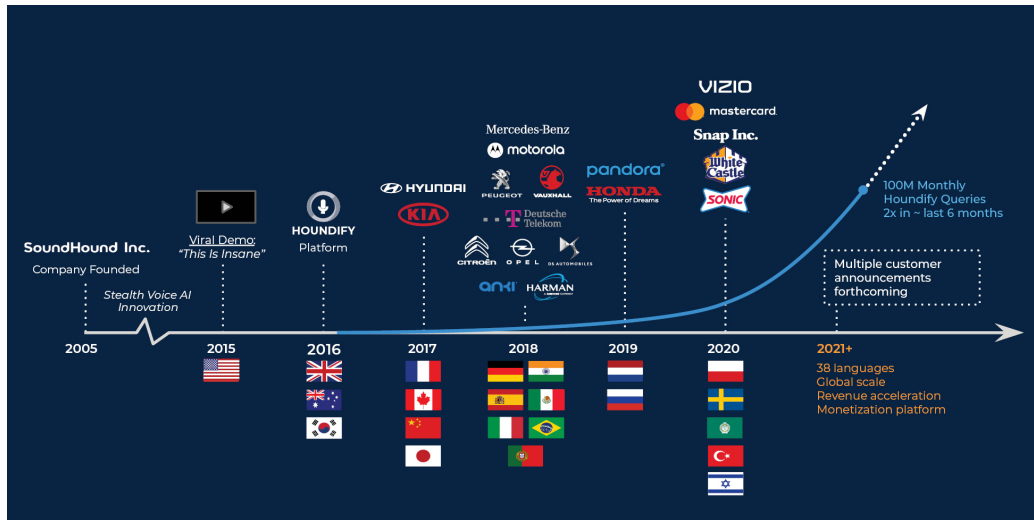 SoundHound Inc.
Company Founded
Stealth Voice AI
Innovation
Viral Demo:
"This Is Insane"
HOUNDIFY
Platform
HYUNDAI
KIA
Mercedes-Benz
motorola
PEUGEOT
VAUXHALL
Deutsche
Telekom
CITROËN
OPEL
DS AUTOMOBILES
anki
HARMAN
pandora
HONDA
The Power of Dreams
VIZIO
mastercard
Snap Inc.
White
Castle
SONIC
100M Monthly
Houndify Queries
2x in ~ last 6 months
Multiple customer
announcements
forthcoming
2005
2015
2016
2017
2018
2019
2020
2021+
38 languages
Global scale
Revenue acceleration
Monetization platform